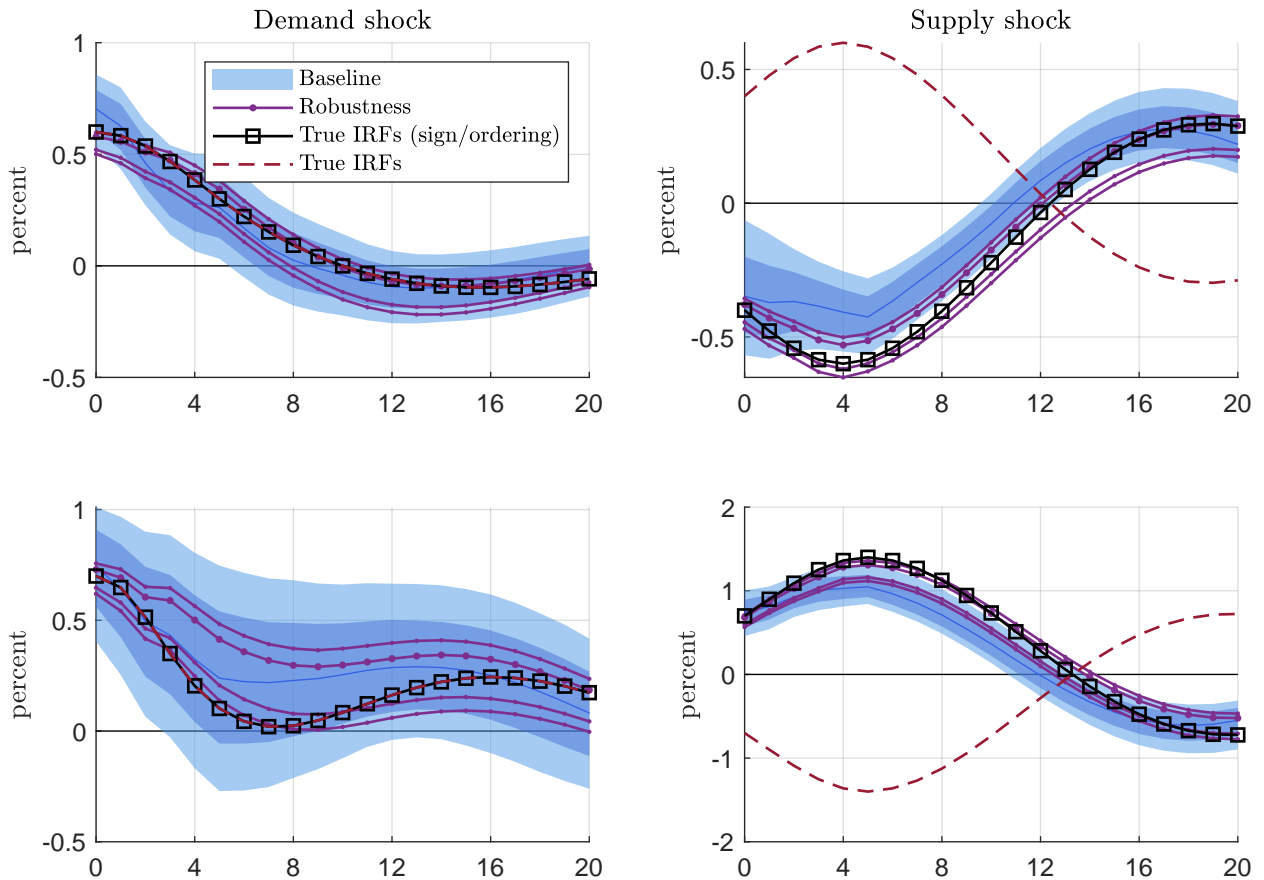 Demand shock
Supply shock
percent
1
0.5
0
-0.5
0 4 8 12 16 20
Baseline
Robustness
True IRFs (sign/ordering)
True IRFs
percent
0.5
0
-0.5
0 4 8 12 16 20
percent
1
0.5
0
-0.5
0 4 8 12 16 20
percent
2
1
0
-1
-2
0 4 8 12 16 20